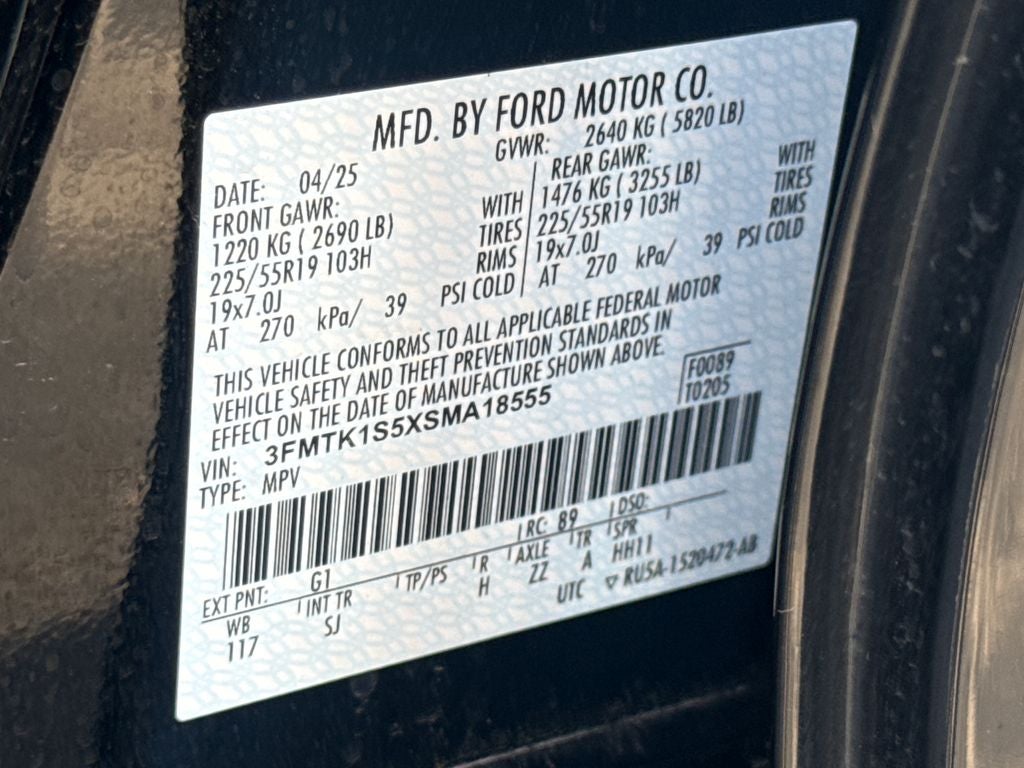 MFD. BY FORD MOTOR CO.
DATE: 04/25 GVWR: 2640 KG ( 5820 LB)
FRONT GAWR: WITH REAR GAWR: WITH
1220 KG ( 2690 LB) TIRES 1476 KG ( 3255 LB) TIRES
225/55R19 103H RIMS 225/55R19 103H RIMS
19x7.0J 19x7.0J
AT 270 kPa/ 39 PSI COLD AT 270 kPa/ 39 PSI COLD
THIS VEHICLE CONFORMS TO ALL APPLICABLE FEDERAL MOTOR
VEHICLE SAFETY AND THEFT PREVENTION STANDARDS IN
EFFECT ON THE DATE OF MANUFACTURE SHOWN ABOVE.
F0089
T0205
VIN: 3FMTK1S5XSMA18555
TYPE: MPV
EXT PNT: G1 RC: 89 DSO:
WB INT TR TP/PS R AXLE TR SPR
117 SJ H ZZ A HH11
UTC ▽ RU5A-1520472-AB